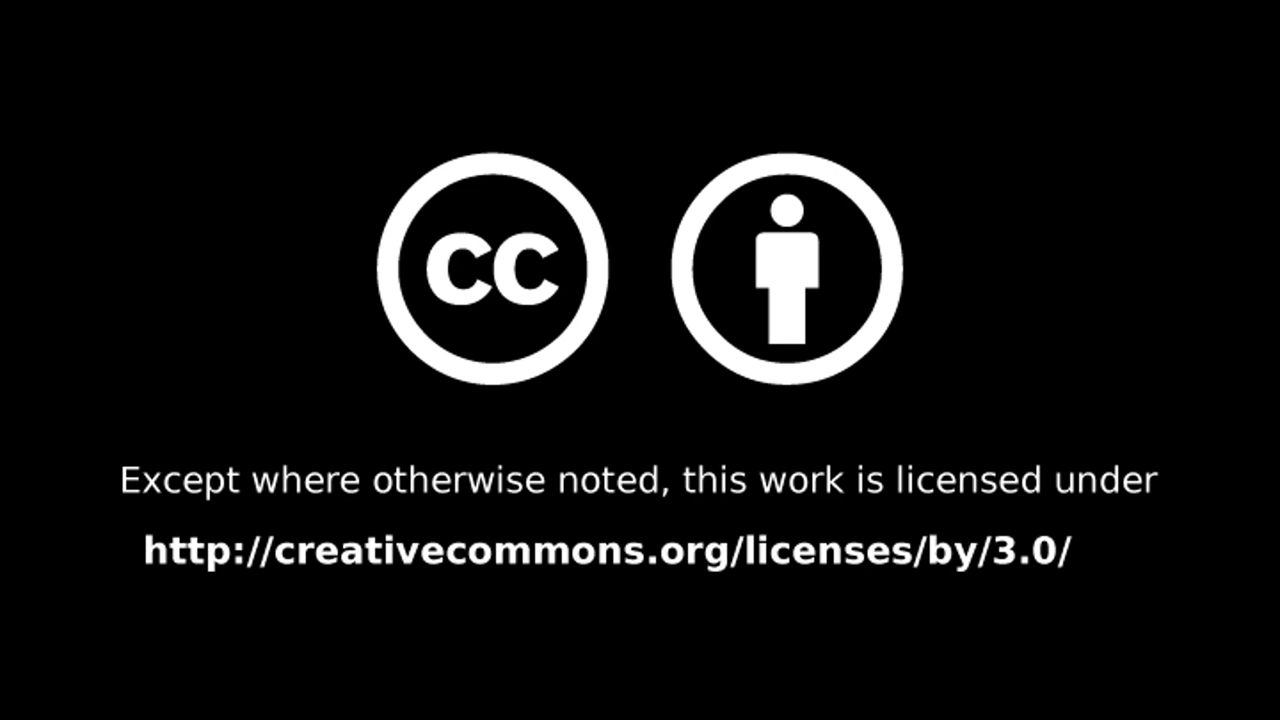 cc
Except where otherwise noted, this work is licensed under
http://creativecommons.org/licenses/by/3.0/